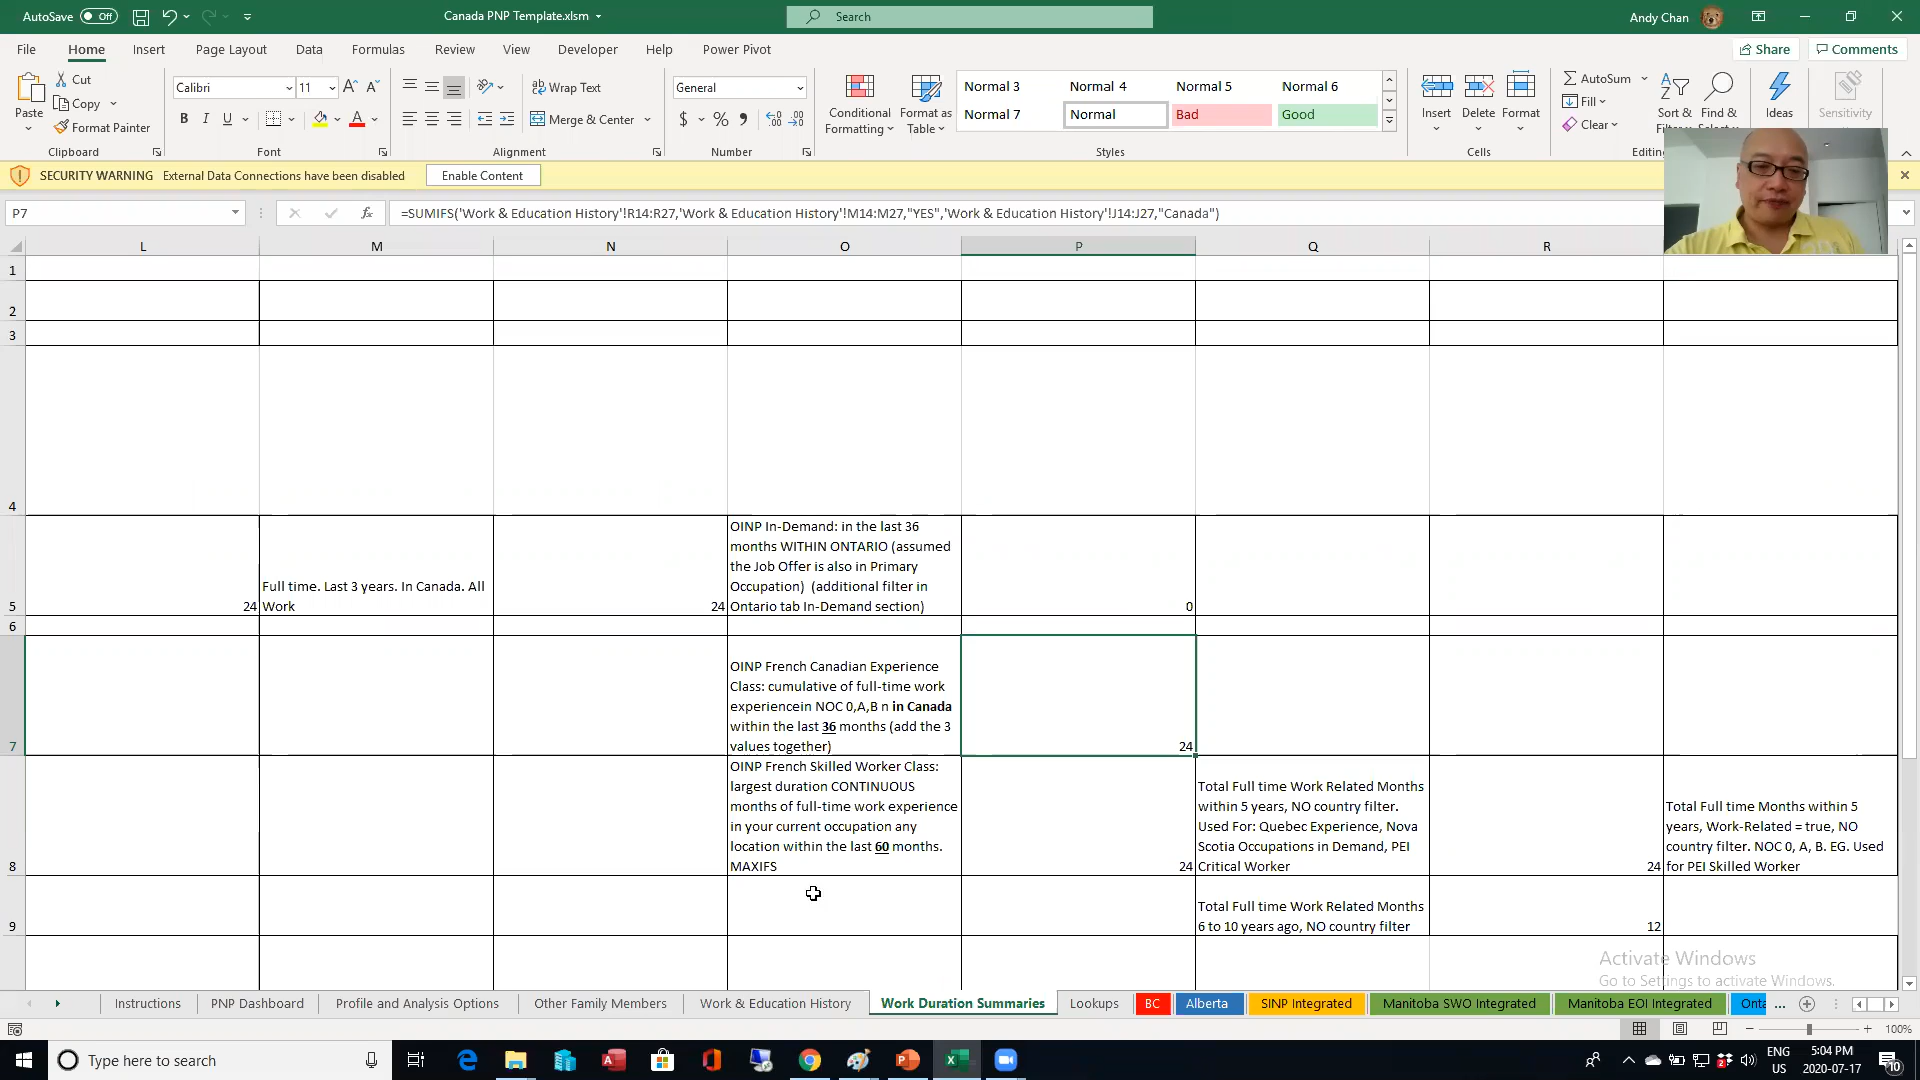 AutoSave Off
Canada PNP Template.xlsm
Search
Andy Chan
File Home Insert Page Layout Formulas Data Review View Developer Help Power Pivot
Share
Comments
Paste
Cut
Copy
Format Painter
Clipboard
Calibri 11
B I U
Font
Wrap Text
Merge & Center
Alignment
General
$ % ,
Number
Conditional
Formatting
Format as
Table
Normal 3 Normal 4 Normal 5 Normal 6
Normal 7 Normal Bad Good
Styles
Insert Delete Format
Cells
AutoSum
Fill
Clear
Sort &
Find &
Editing
Ideas
Sensitivity
SECURITY WARNING External Data Connections have been disabled Enable Content
P7
fx
=SUMIFS('Work & Education History'!R14:R27,'Work & Education History'!M14:M27,"YES",'Work & Education History'!J14:J27,"Canada")
L M N O P Q R
1
2
3
4
5
24
Full time. Last 3 years. In Canada. All
Work
24
OINP In-Demand: in the last 36
months WITHIN ONTARIO (assumed
the Job Offer is also in Primary
Occupation) (additional filter in
Ontario tab In-Demand section)
0
6
7
OINP French Canadian Experience
Class: cumulative of full-time work
experiencein NOC 0,A,B n in Canada
within the last 36 months (add the 3
values together)
24
8
OINP French Skilled Worker Class:
largest duration CONTINUOUS
months of full-time work experience
in your current occupation any
location within the last 60 months.
MAXIFS
24
Total Full time Work Related Months
within 5 years, NO country filter.
Used For: Quebec Experience, Nova
Scotia Occupations in Demand, PEI
Critical Worker
24
Total Full time Months within 5
years, Work-Related = true, NO
country filter. NOC 0, A, B. EG. Used
for PEI Skilled Worker
9
Total Full time Work Related Months
6 to 10 years ago, NO country filter
12
Activate Windows
Go to Settings to activate Windows.
Instructions PNP Dashboard Profile and Analysis Options Other Family Members Work & Education History Work Duration Summaries Lookups BC Alberta SINP Integrated Manitoba SWO Integrated Manitoba EOI Integrated Onta ...
100%
Type here to search
ENG
US
5:04 PM
2020-07-17
10